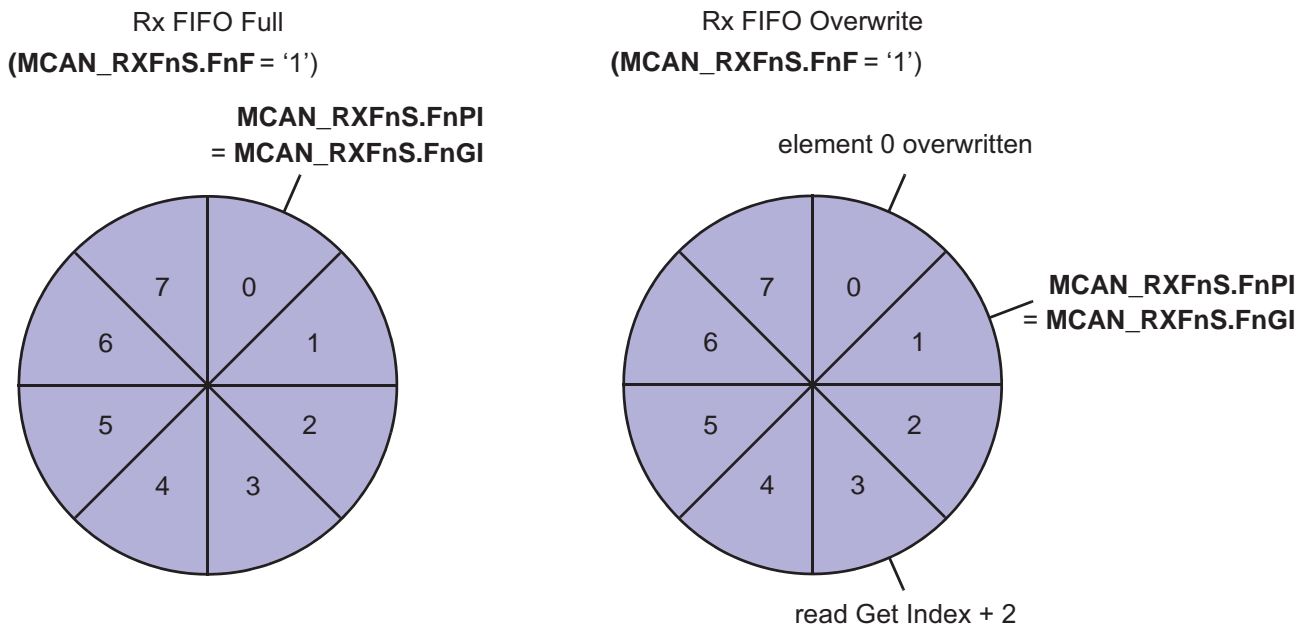 Rx FIFO Full
(MCAN_RXFnS.FnF = ‘1’)
MCAN_RXFnS.FnPI
= MCAN_RXFnS.FnGI
7
0
6
1
5
2
4
3
Rx FIFO Overwrite
(MCAN_RXFnS.FnF = ‘1’)
element 0 overwritten
MCAN_RXFnS.FnPI
= MCAN_RXFnS.FnGI
7
0
6
1
5
2
4
3
read Get Index + 2